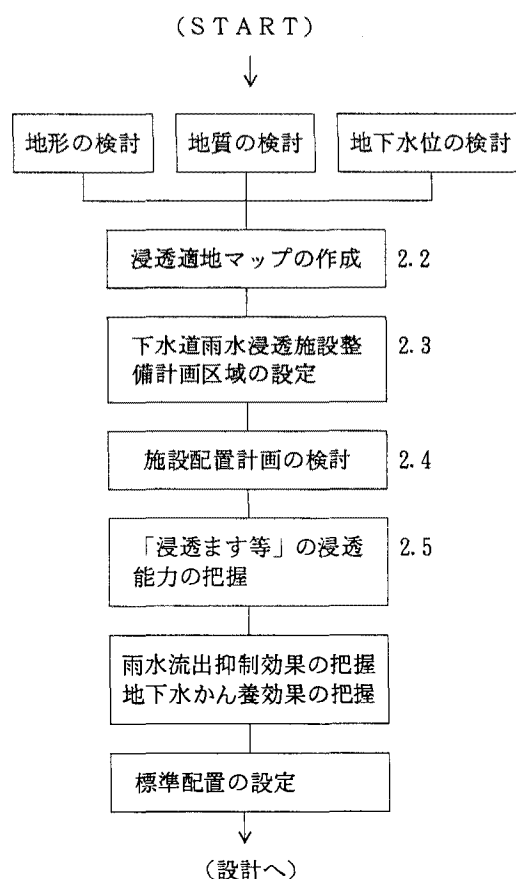 (START)
地形の検討
地質の検討
地下水位の検討
浸透適地マップの作成 2.2
下水道雨水浸透施設整 2.3
備計画区域の設定
施設配置計画の検討 2.4
「浸透ます等」の浸透 2.5
能力の把握
雨水流出抑制効果の把握
地下水かん養効果の把握
標準配置の設定
(設計へ)